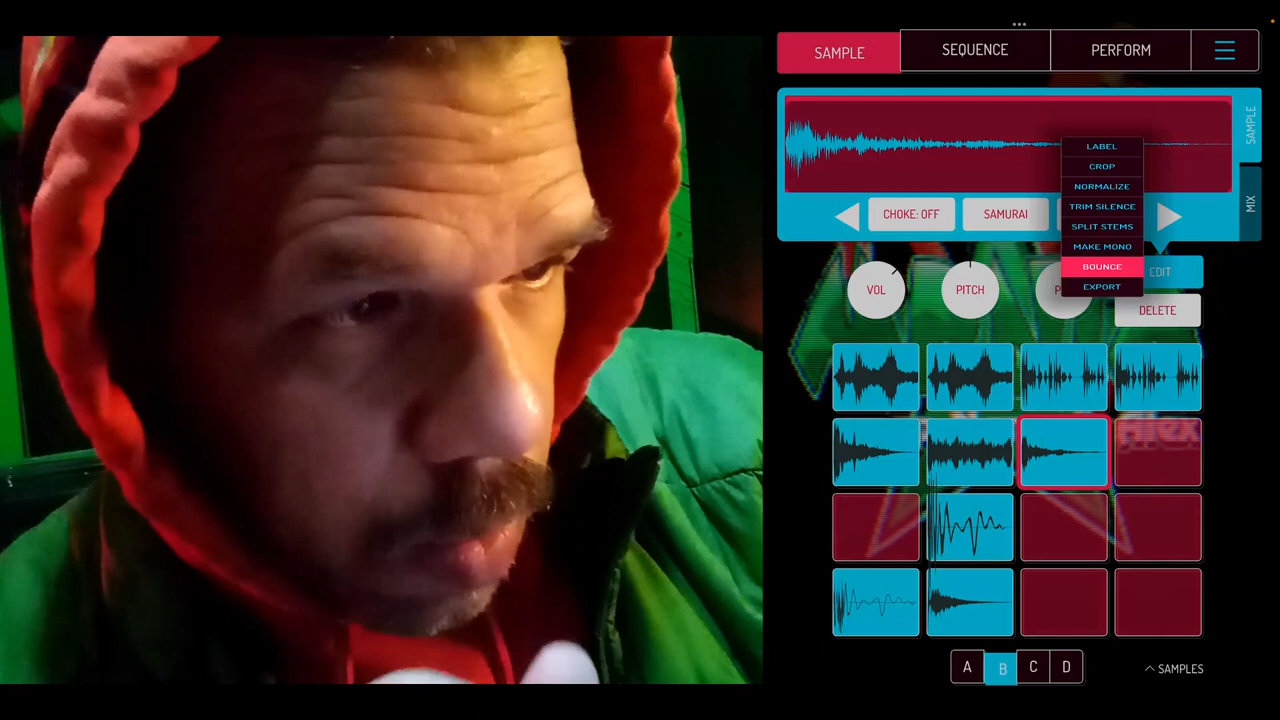 SAMPLE
SEQUENCE
PERFORM
SAMPLE
MIX
LABEL
CROP
NORMALIZE
TRIM SILENCE
SPLIT STEMS
MAKE MONO
BOUNCE
EXPORT
CHOKE: OFF
SAMURAI
EDIT
DELETE
VOL
PITCH
Alex
A
B
C
D
SAMPLES